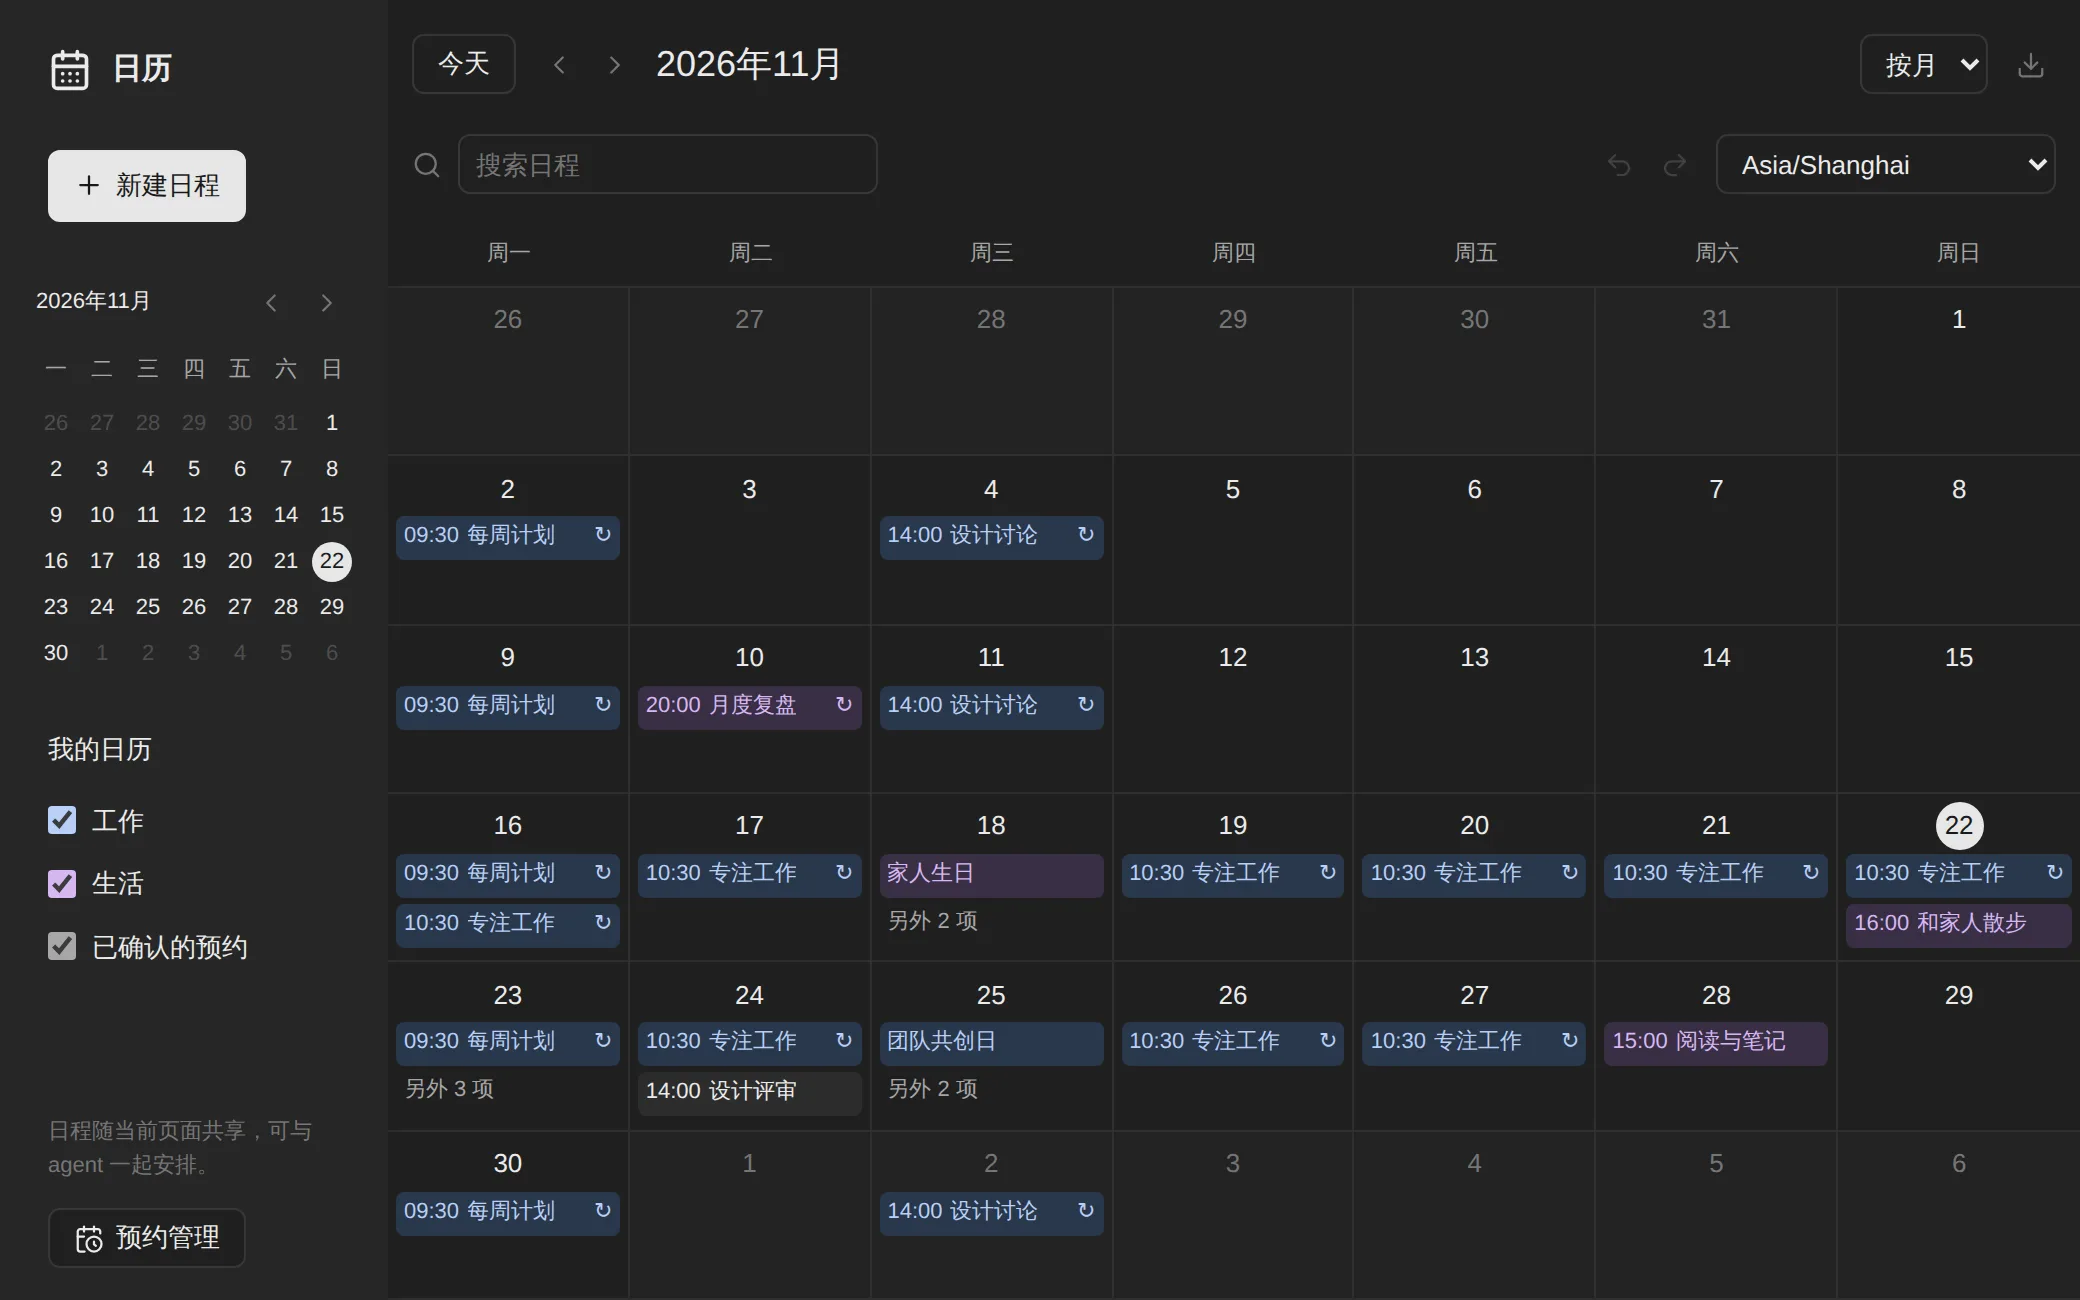 日历
新建日程
2026年11月
一 二 三 四 五 六 日
26 27 28 29 30 31 1
2 3 4 5 6 7 8
9 10 11 12 13 14 15
16 17 18 19 20 21 22
23 24 25 26 27 28 29
30 1 2 3 4 5 6
我的日历
工作
生活
已确认的预约
日程随当前页面共享，可与
agent 一起安排。
预约管理
今天
2026年11月
按月
搜索日程
Asia/Shanghai
周一 周二 周三 周四 周五 周六 周日
26 27 28 29 30 31 1
2 3 4 5 6 7 8
09:30 每周计划 ↻ 14:00 设计讨论 ↻
9 10 11 12 13 14 15
09:30 每周计划 ↻ 20:00 月度复盘 ↻ 14:00 设计讨论 ↻
16 17 18 19 20 21 22
09:30 每周计划 ↻ 10:30 专注工作 ↻ 家人生日 10:30 专注工作 ↻ 10:30 专注工作 ↻ 10:30 专注工作 ↻ 10:30 专注工作 ↻
10:30 专注工作 ↻ 另外 2 项 16:00 和家人散步
23 24 25 26 27 28 29
09:30 每周计划 ↻ 10:30 专注工作 ↻ 团队共创日 10:30 专注工作 ↻ 10:30 专注工作 ↻ 15:00 阅读与笔记
另外 3 项 14:00 设计评审 另外 2 项
30 1 2 3 4 5 6
09:30 每周计划 ↻ 14:00 设计讨论 ↻